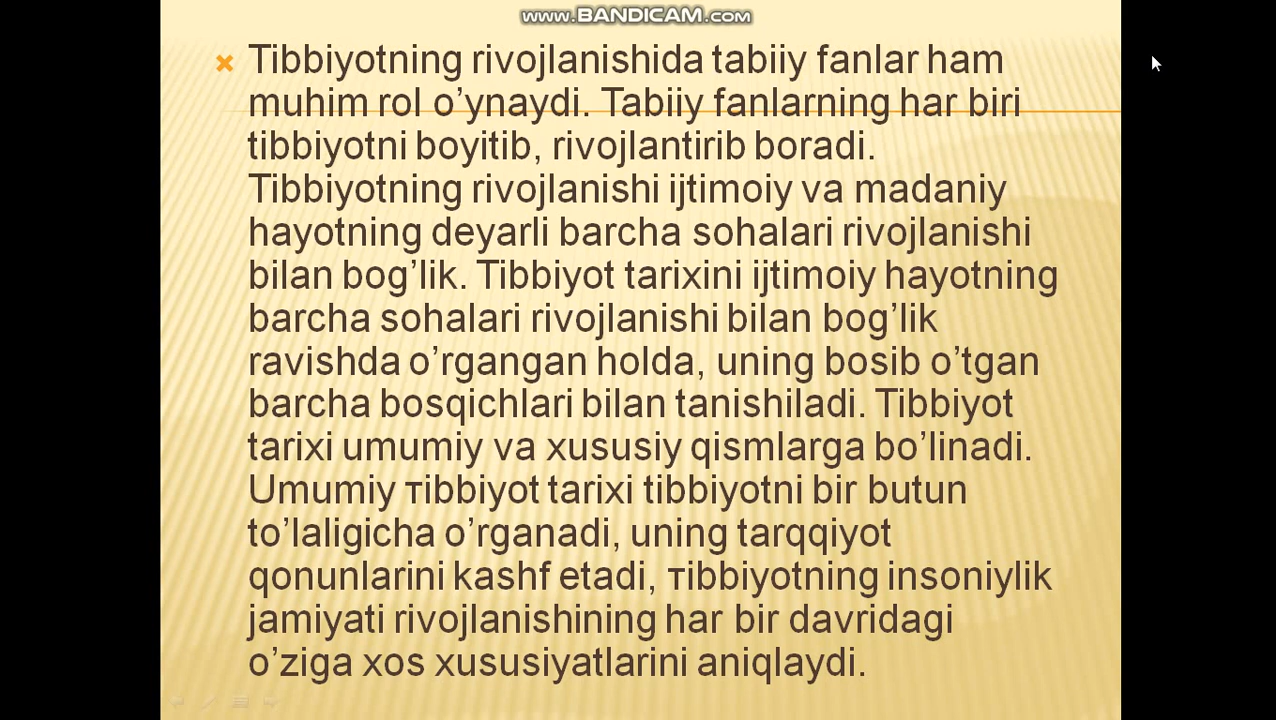 www.BANDICAM.com
Tibbiyotning rivojlanishida tabiiy fanlar ham
muhim rol o’ynaydi. Tabiiy fanlarning har biri
tibbiyotni boyitib, rivojlantirib boradi.
Tibbiyotning rivojlanishi ijtimoiy va madaniy
hayotning deyarli barcha sohalari rivojlanishi
bilan bog’lik. Tibbiyot tarixini ijtimoiy hayotning
barcha sohalari rivojlanishi bilan bog’lik
ravishda o’rgangan holda, uning bosib o’tgan
barcha bosqichlari bilan tanishiladi. Tibbiyot
tarixi umumiy va xususiy qismlarga bo’linadi.
Umumiy тibbiyot tarixi tibbiyotni bir butun
to’laligicha o’rganadi, uning tarqqiyot
qonunlarini kashf etadi, тibbiyotning insoniylik
jamiyati rivojlanishining har bir davridagi
o’ziga xos xususiyatlarini aniqlaydi.